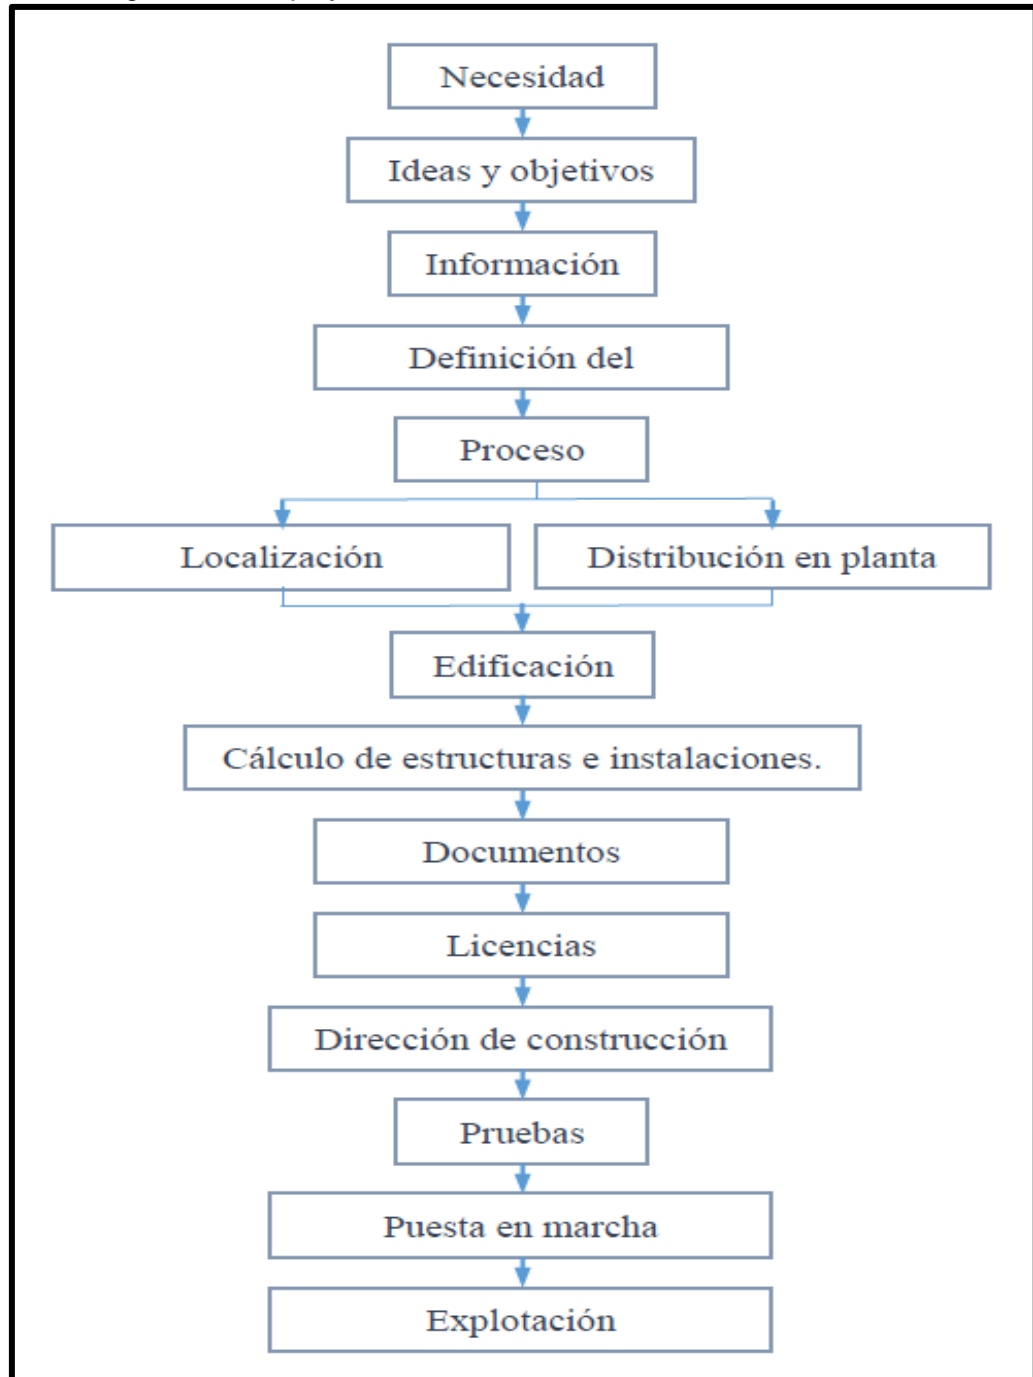 Necesidad
Ideas y objetivos
Información
Definición del
Proceso
Localización
Distribución en planta
Edificación
Cálculo de estructuras e instalaciones.
Documentos
Licencias
Dirección de construcción
Pruebas
Puesta en marcha
Explotación